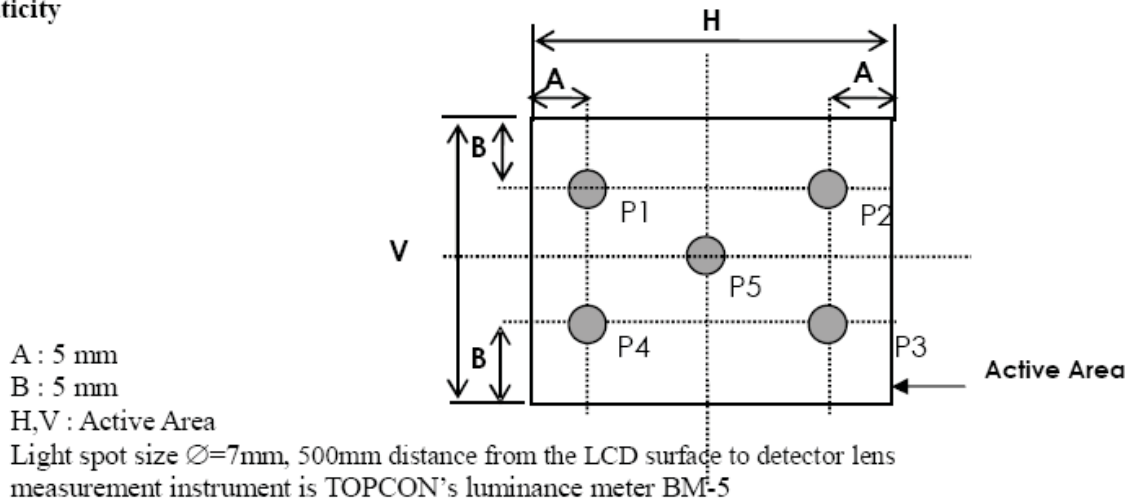 ticity
H
A
A
B
P1
P2
V
P5
B
P4
P3
Active Area
A : 5 mm
B : 5 mm
H,V : Active Area
Light spot size ∅=7mm, 500mm distance from the LCD surface to detector lens
measurement instrument is TOPCON's luminance meter BM-5